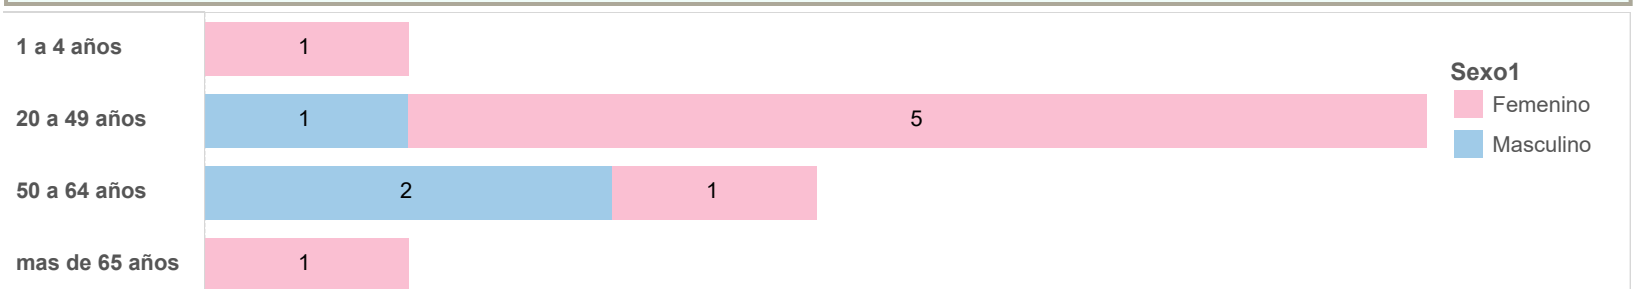 1 a 4 años 1
20 a 49 años 1 5
50 a 64 años 2 1
mas de 65 años 1
Sexo1
Femenino
Masculino